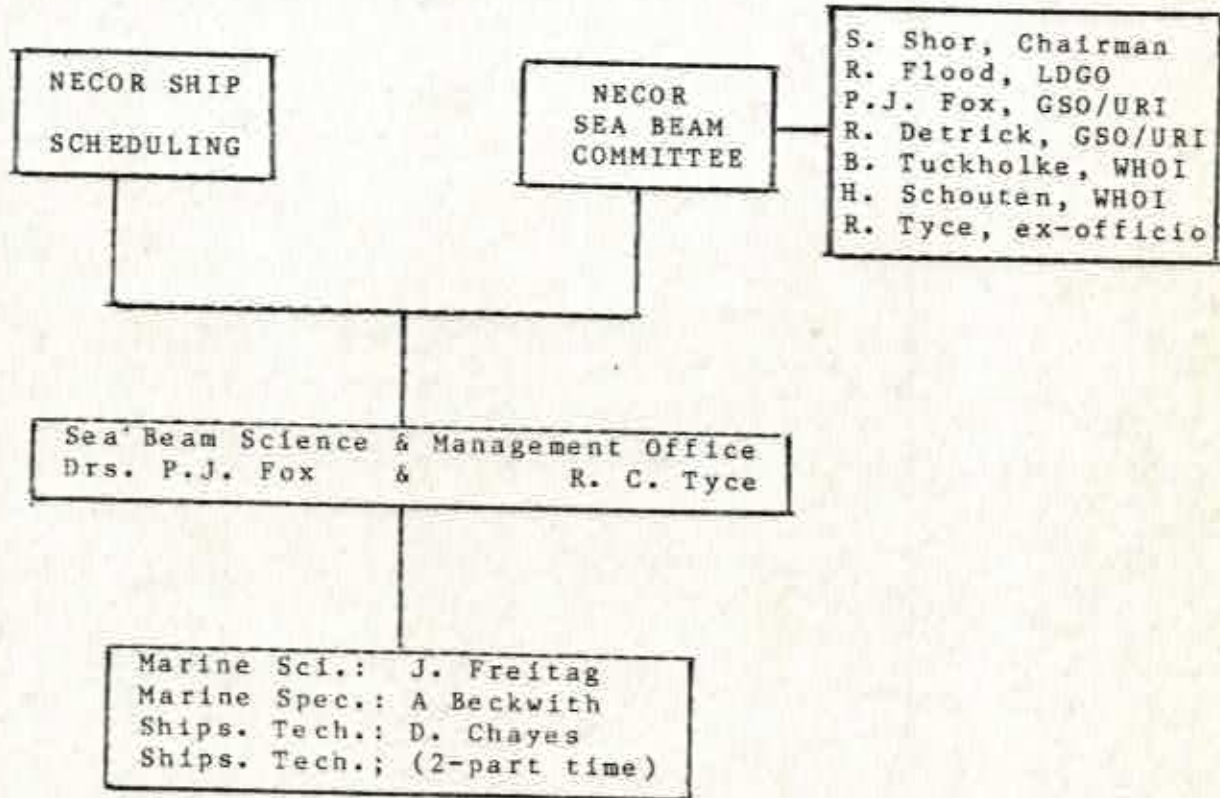 NECOR SHIP
SCHEDULING
NECOR
SEA BEAM
COMMITTEE
S. Shor, Chairman
R. Flood, LDGO
P.J. Fox, GSO/URI
R. Detrick, GSO/URI
B. Tuckholke, WHOI
H. Schouten, WHOI
R. Tyce, ex-officio
Sea Beam Science & Management Office
Drs. P.J. Fox & R. C. Tyce
Marine Sci.: J. Freitag
Marine Spec.: A Beckwith
Ships. Tech.: D. Chayes
Ships. Tech.; (2-part time)